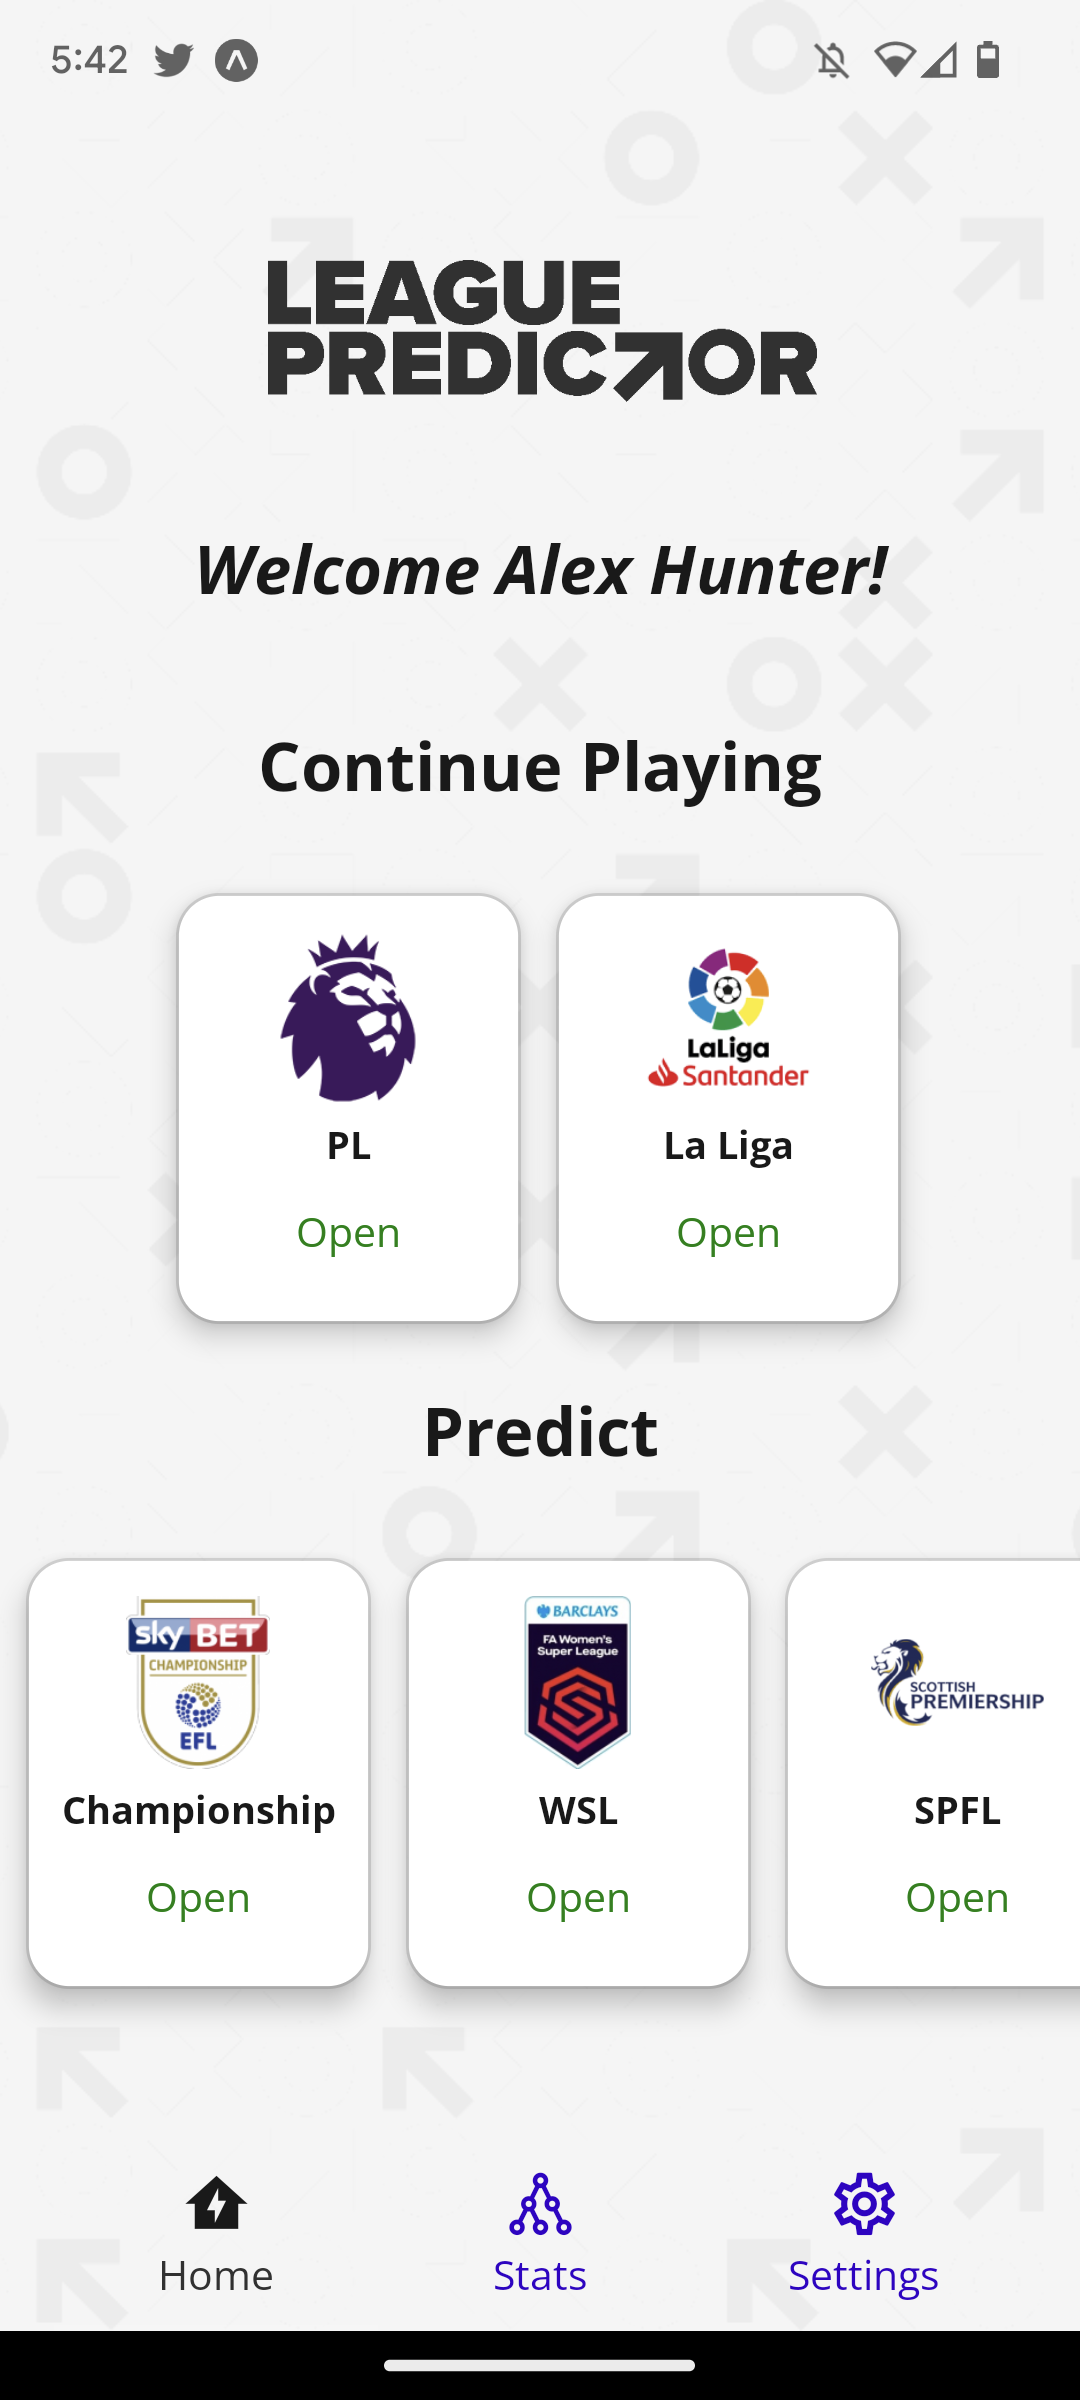 5:42
LEAGUE
PREDICTOR
Welcome Alex Hunter!
Continue Playing
LaLiga
Santander
PL
La Liga
Open
Open
Predict
sky BET
CHAMPIONSHIP
EFL
BARCLAYS
FA Women's
Super League
SCOTTISH
PREMIERSHIP
Championship
WSL
SPFL
Open
Open
Open
Home
Stats
Settings